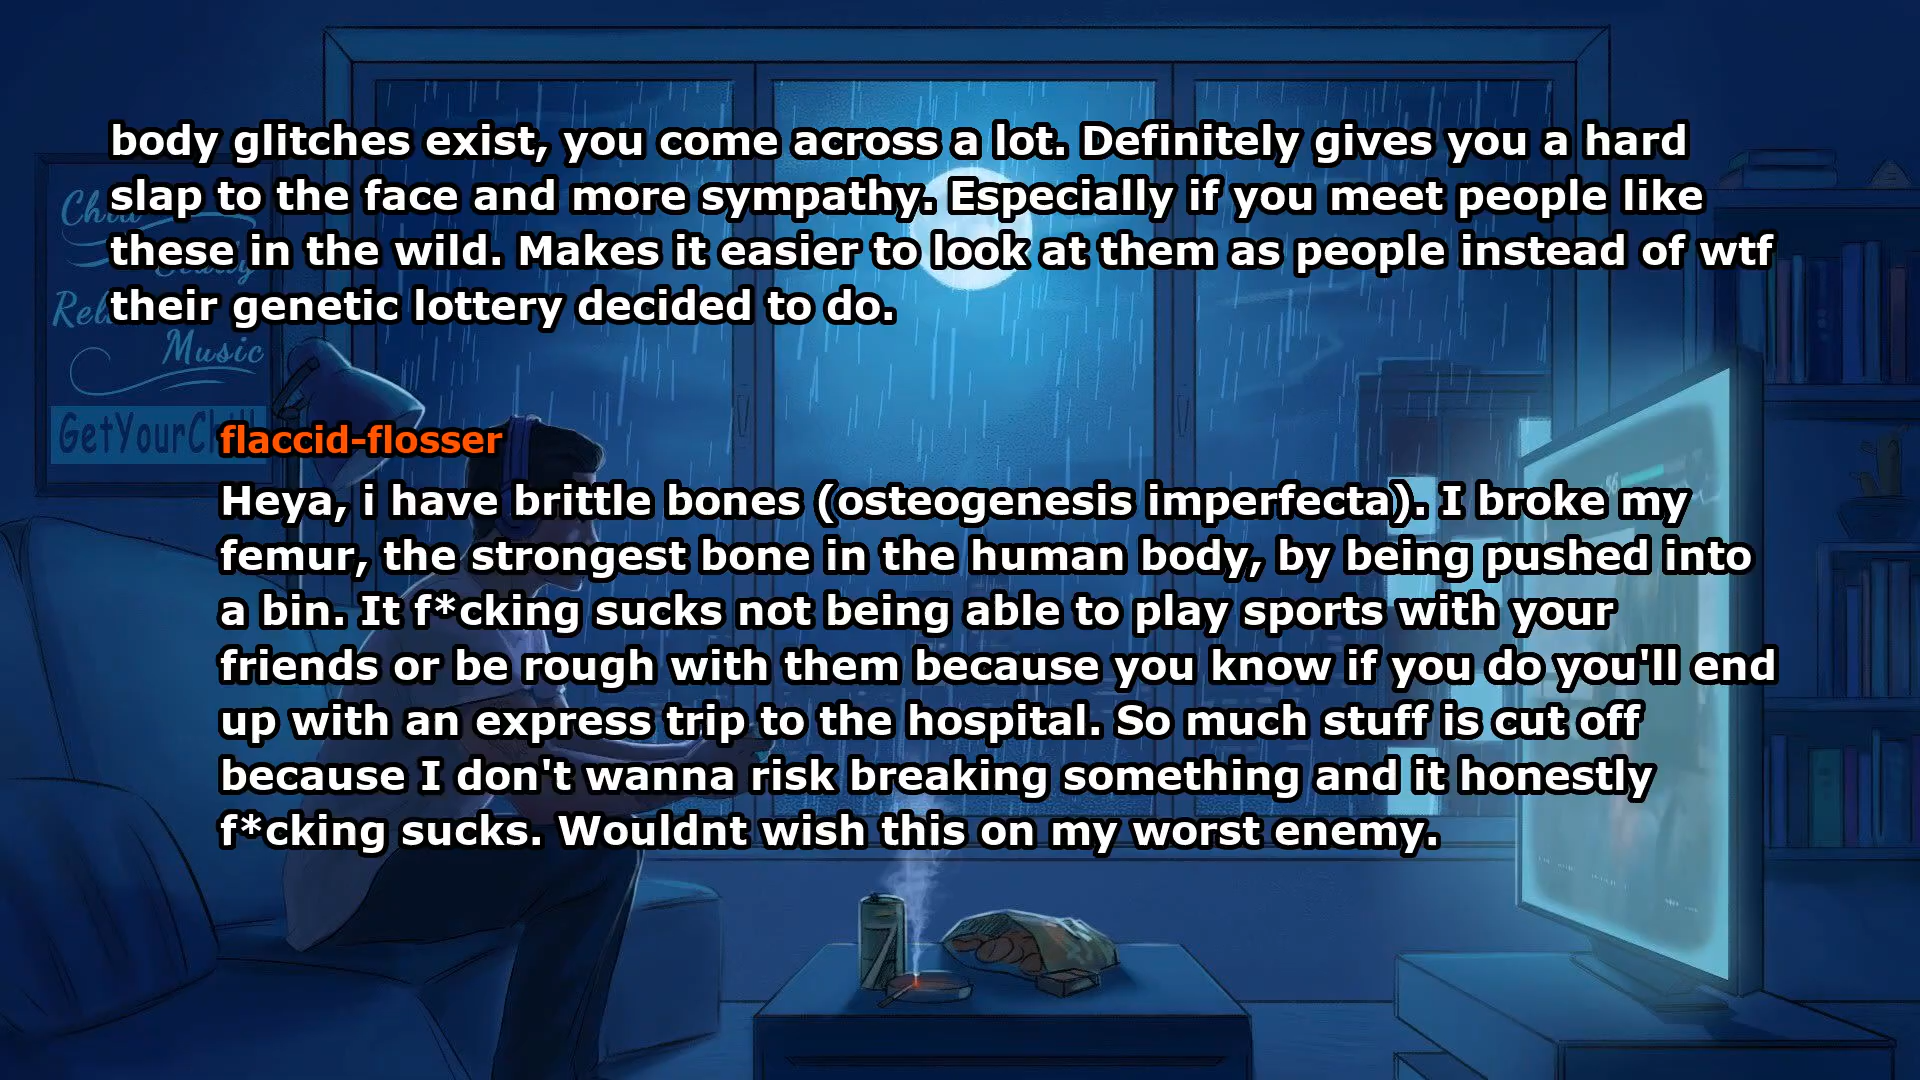 body glitches exist, you come across a lot. Definitely gives you a hard
slap to the face and more sympathy. Especially if you meet people like
these in the wild. Makes it easier to look at them as people instead of wtf
their genetic lottery decided to do.
Music
flaccid-flosser
Heya, i have brittle bones (osteogenesis imperfecta). I broke my
femur, the strongest bone in the human body, by being pushed into
a bin. It f*cking sucks not being able to play sports with your
friends or be rough with them because you know if you do you'll end
up with an express trip to the hospital. So much stuff is cut off
because I don't wanna risk breaking something and it honestly
f*cking sucks. Wouldnt wish this on my worst enemy.